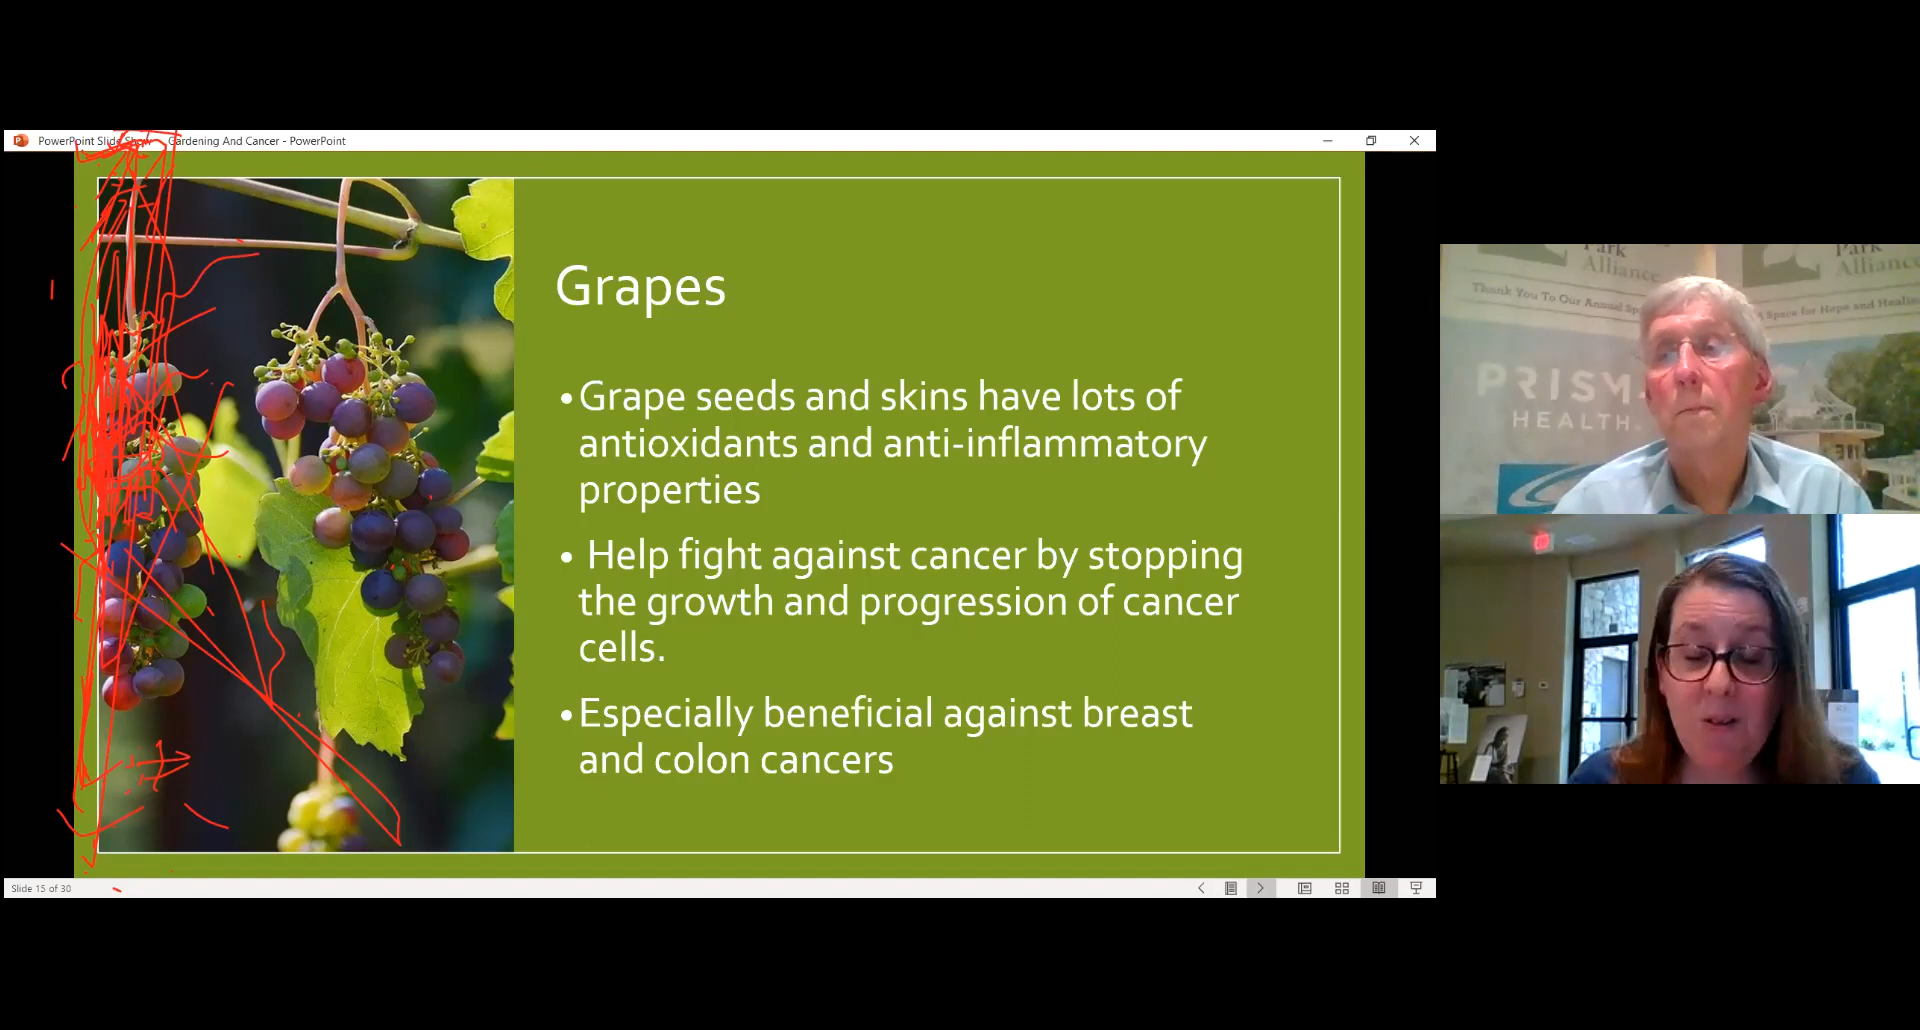 PowerPoint Slide Show - Gardening And Cancer - PowerPoint
Grapes
•Grape seeds and skins have lots of
antioxidants and anti-inflammatory
properties
• Help fight against cancer by stopping
the growth and progression of cancer
cells.
•Especially beneficial against breast
and colon cancers
Slide 15 of 30
Park
Alliance
Park
Alliance
Thank You To Our Annual
A Space for Hope and Healing
PRISM
HEALTH